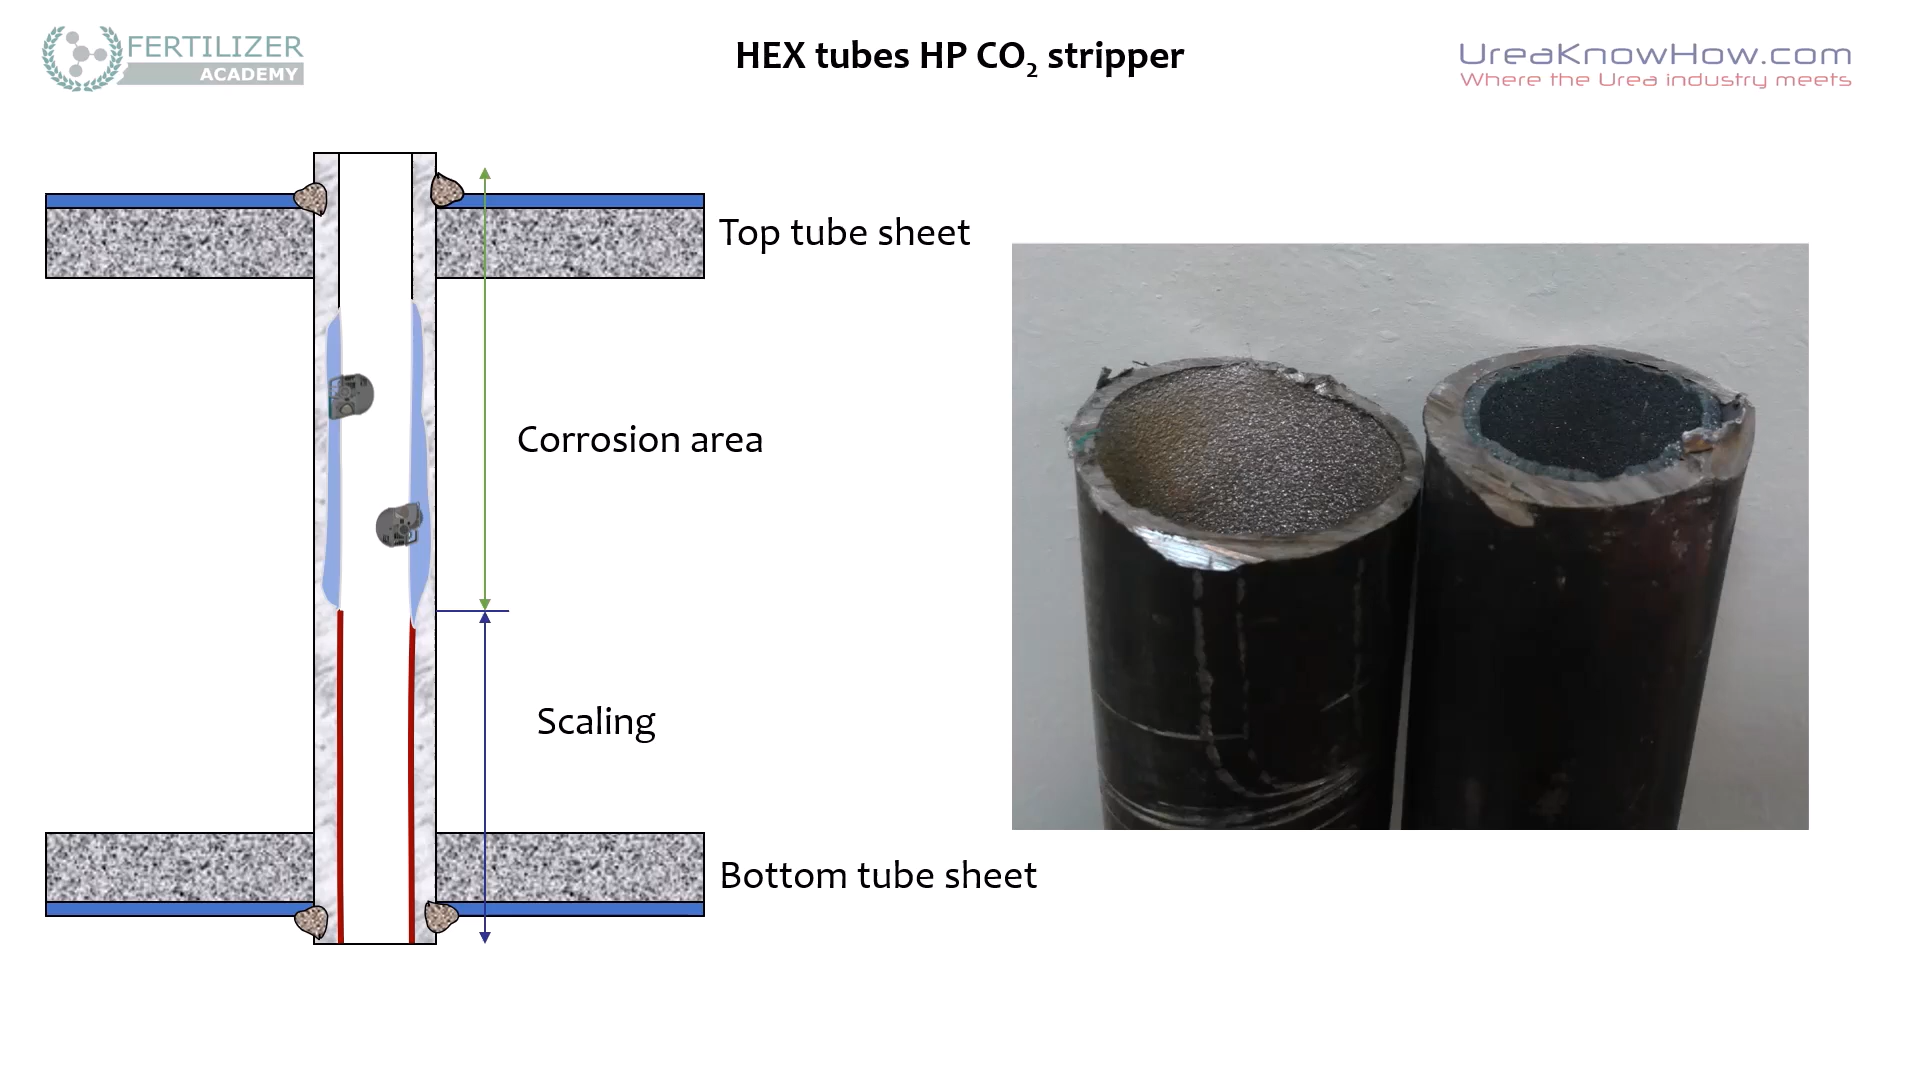 FERTILIZER
ACADEMY
HEX tubes HP CO₂ stripper
UreaKnowHow.com
Where the Urea industry meets
Top tube sheet
Corrosion area
Scaling
Bottom tube sheet